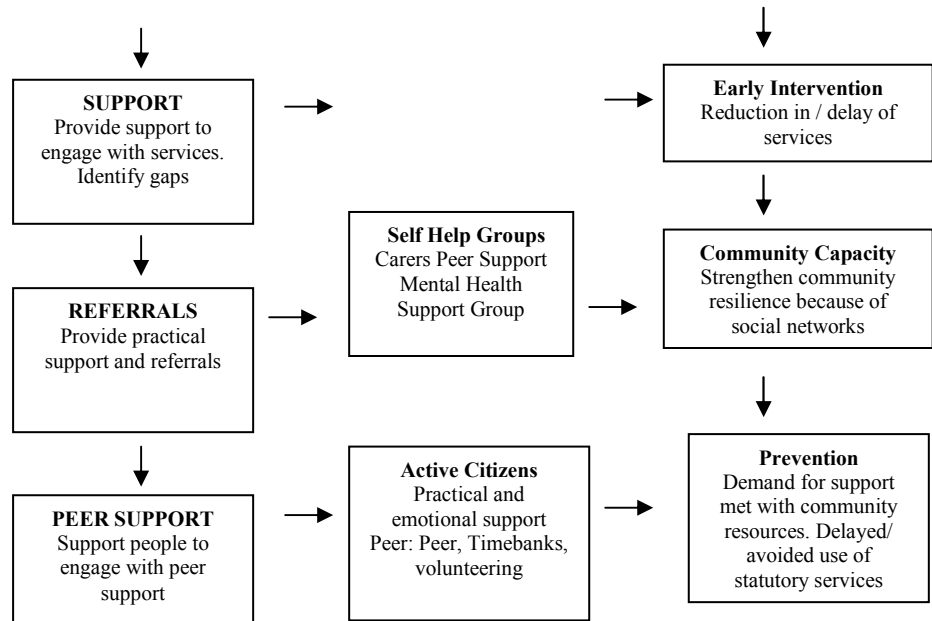 SUPPORT
Provide support to
engage with services.
Identify gaps
Early Intervention
Reduction in / delay of
services
REFERRALS
Provide practical
support and referrals
Self Help Groups
Carers Peer Support
Mental Health
Support Group
Community Capacity
Strengthen community
resilience because of
social networks
PEER SUPPORT
Support people to
engage with peer
support
Active Citizens
Practical and
emotional support
Peer: Peer, Timebanks,
volunteering
Prevention
Demand for support
met with community
resources. Delayed/
avoided use of
statutory services